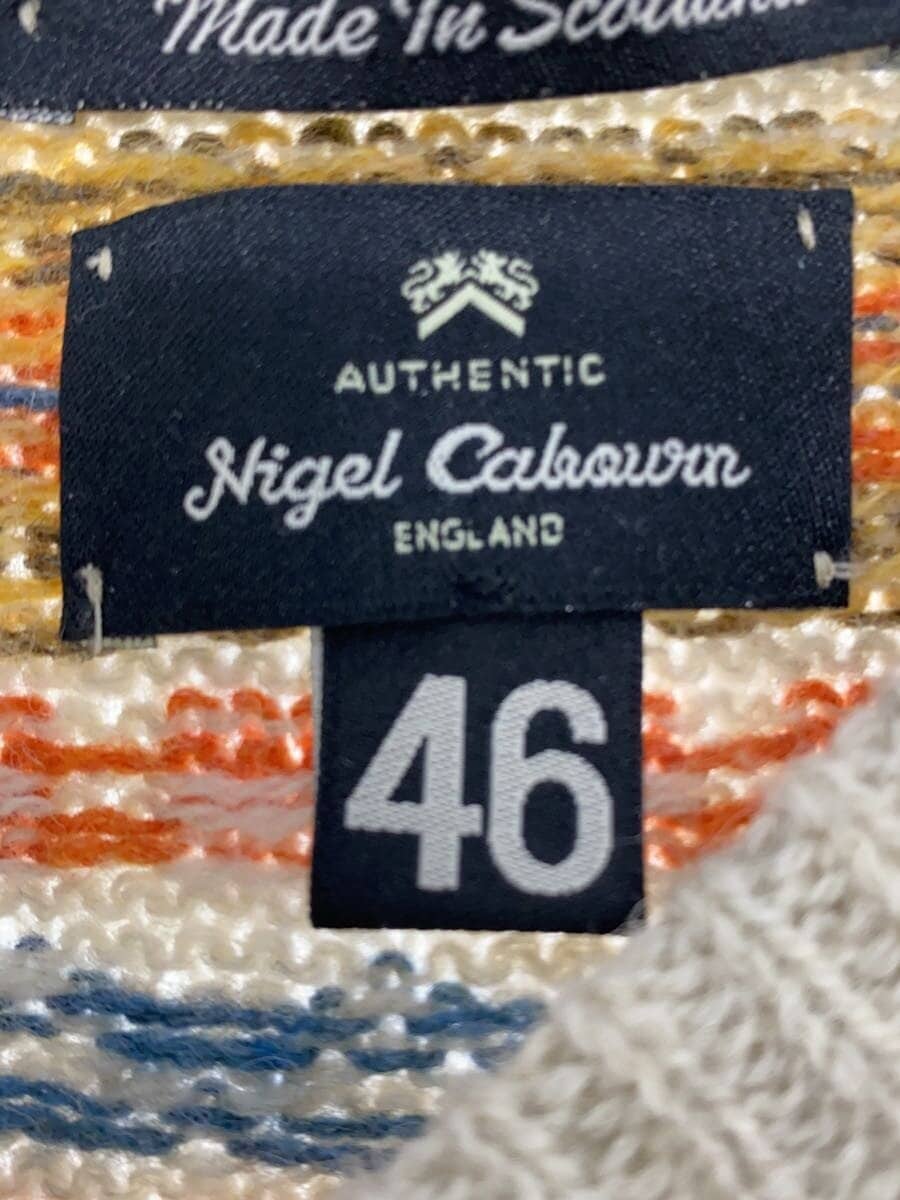 Made In Scotland
AUTHENTIC
Nigel Cabourn
ENGLAND
46